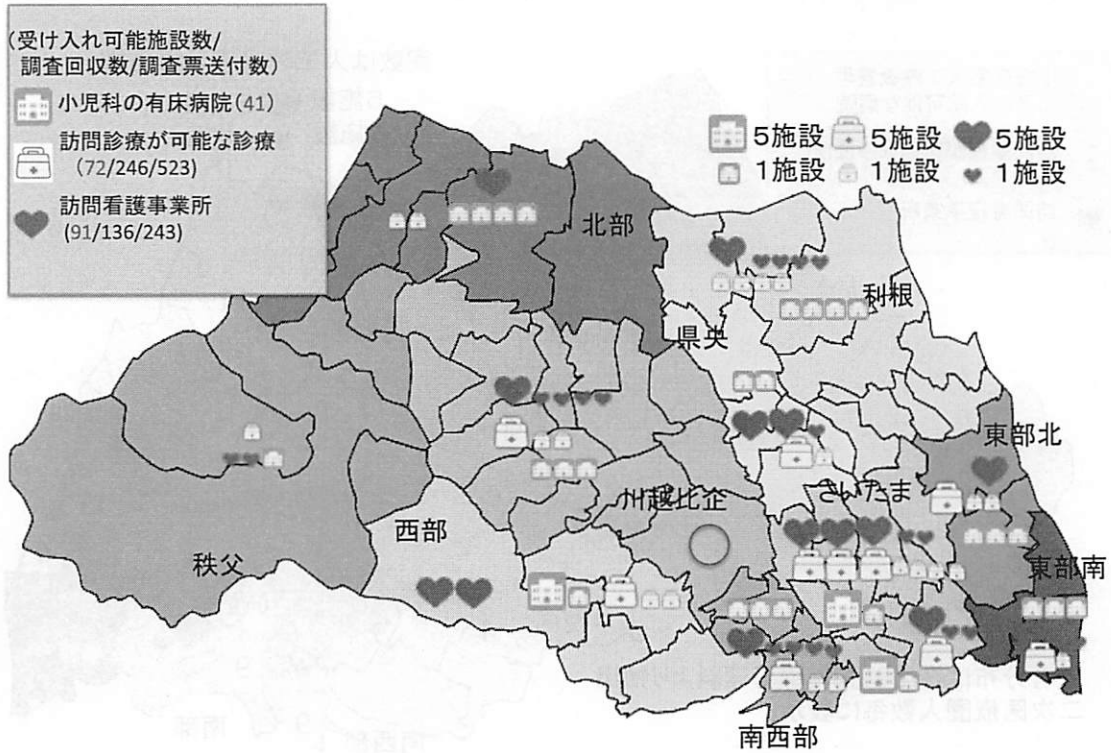 (受け入れ可能施設数/
調査回収数/調査票送付数)
小児科の有床病院(41)
訪問診療が可能な診療
(72/246/523)
訪問看護事業所
(91/136/243)
5施設 5施設 5施設
1施設 1施設 1施設
北部
利根
県央
東部北
さいたま
川越比企
西部
秩父
東部南
南西部